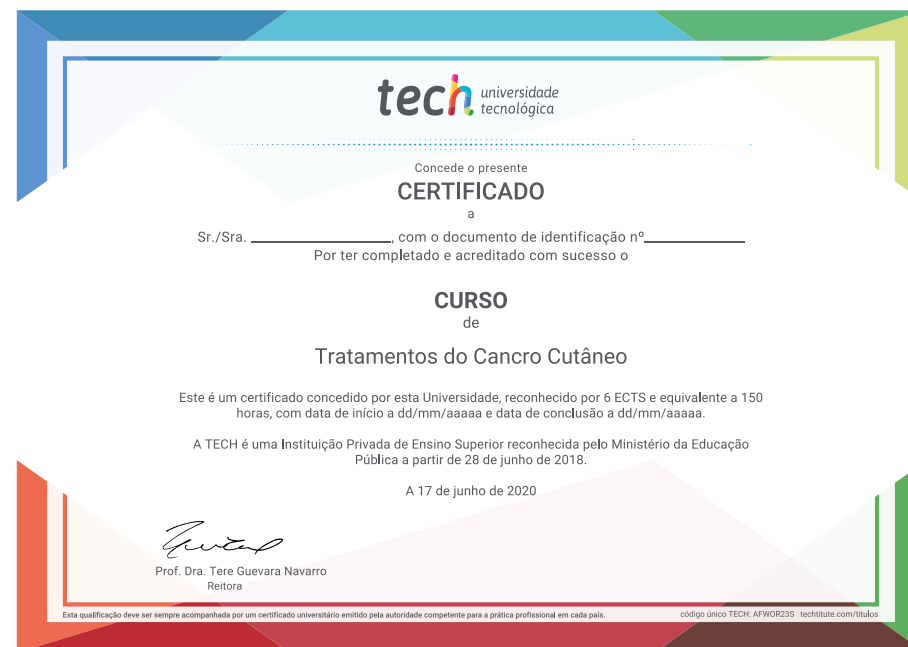 tech universidade
tecnológica
Concede o presente
CERTIFICADO
a
Sr./Sra. ____________________, com o documento de identificação nº______________
Por ter completado e acreditado com sucesso o
CURSO
de
Tratamentos do Cancro Cutâneo
Este é um certificado concedido por esta Universidade, reconhecido por 6 ECTS e equivalente a 150
horas, com data de início a dd/mm/aaaaa e data de conclusão a dd/mm/aaaaa.
A TECH é uma Instituição Privada de Ensino Superior reconhecida pelo Ministério da Educação
Pública a partir de 28 de junho de 2018.
A 17 de junho de 2020
Prof. Dra. Tere Guevara Navarro
Reitora
Esta qualificação deve ser sempre acompanhada por um certificado universitário emitido pela autoridade competente para a prática profissional em cada país.
código único TECH: AFWOR23S techtitute.com/titulos